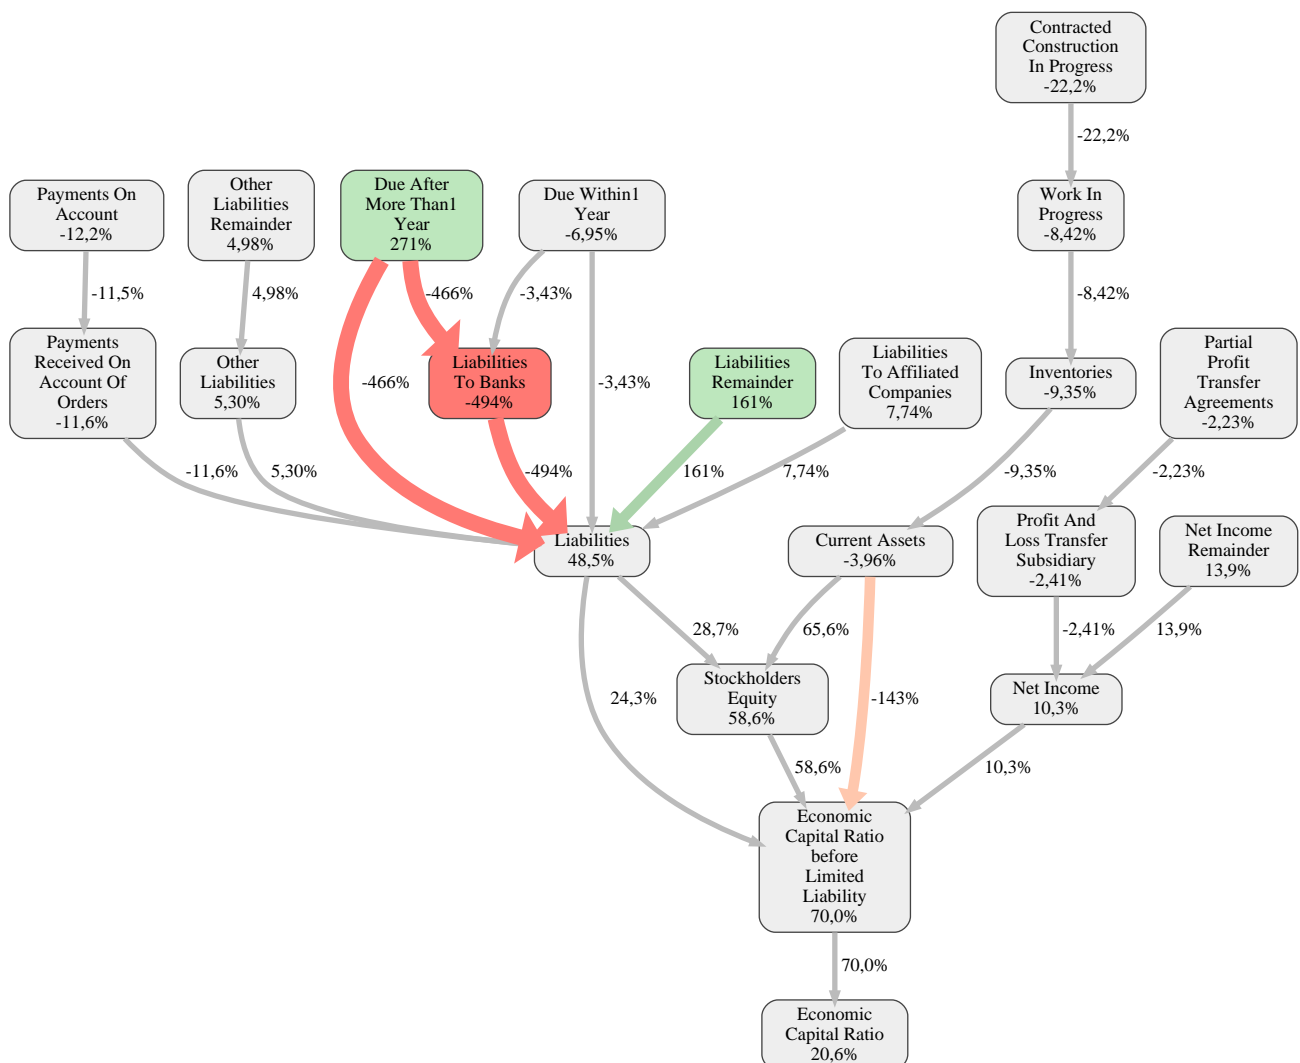 Contracted
Construction
In Progress
-22,2%
-22,2%
Payments On
Account
-12,2%
Other
Liabilities
Remainder
4,98%
Due After
More Than1
Year
271%
Due Within1
Year
-6,95%
Work In
Progress
-8,42%
-11,5%
4,98%
-466%
-3,43%
-8,42%
Payments
Received On
Account Of
Orders
-11,6%
Other
Liabilities
5,30%
-466%
Liabilities
To Banks
-494%
-3,43%
Liabilities
Remainder
161%
Liabilities
To Affiliated
Companies
7,74%
Inventories
-9,35%
Partial
Profit
Transfer
Agreements
-2,23%
-11,6%
5,30%
-494%
161%
7,74%
-9,35%
-2,23%
Liabilities
48,5%
Current Assets
-3,96%
Profit And
Loss Transfer
Subsidiary
-2,41%
Net Income
Remainder
13,9%
28,7%
65,6%
-2,41%
13,9%
24,3%
Stockholders
Equity
58,6%
-143%
Net Income
10,3%
58,6%
10,3%
Economic
Capital Ratio
before
Limited
Liability
70,0%
70,0%
Economic
Capital Ratio
20,6%